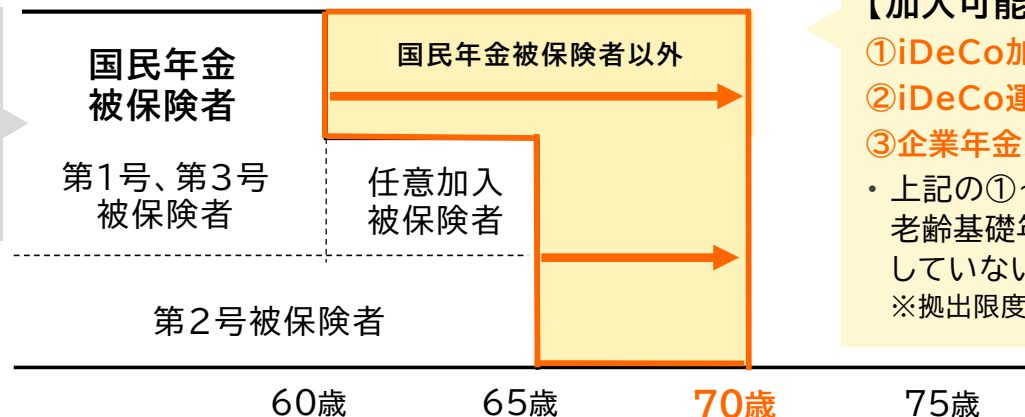 国民年金
被保険者
国民年金被保険者以外
第1号、第3号
被保険者
任意加入
被保険者
第2号被保険者
60歳
65歳
70歳
75歳
【加入可能
①iDeCo加
②iDeCo運
③企業年金
・上記の①
老齢基礎年
していない
※拠出限度